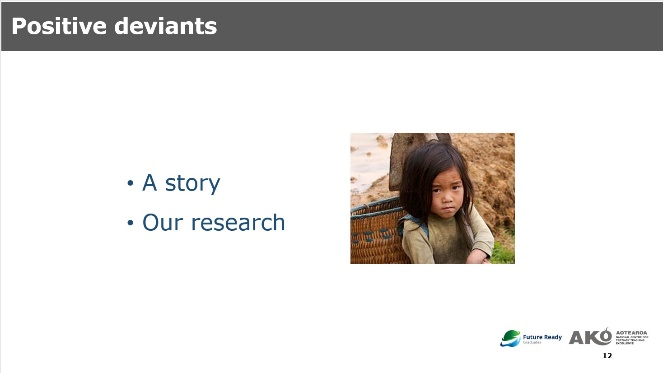 Positive deviants
• A story
• Our research
Future Ready
AKO
AOTEAROA
12